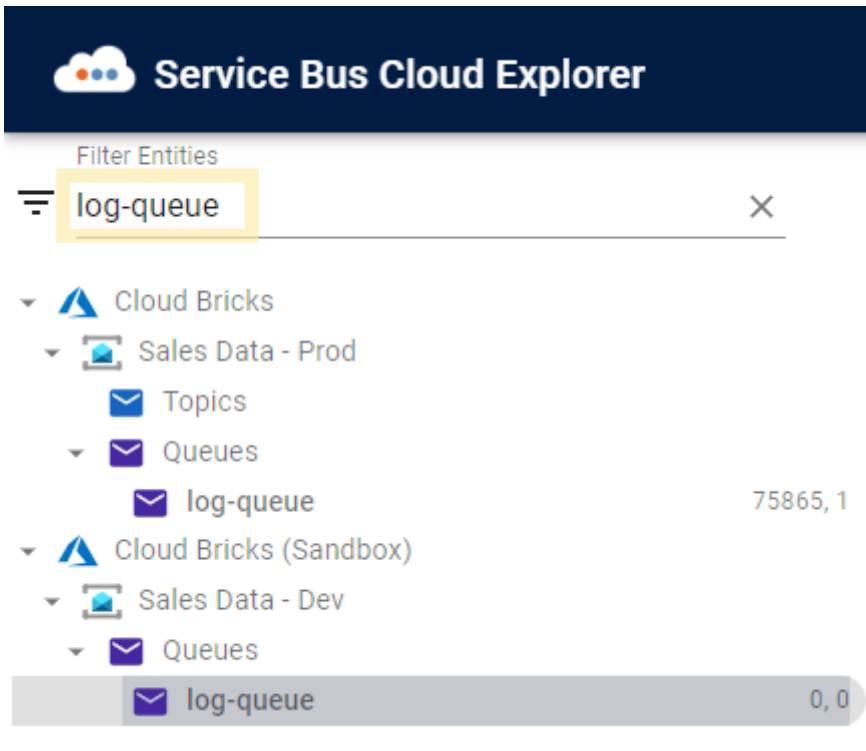 Service Bus Cloud Explorer
Filter Entities
log-queue
Cloud Bricks
Sales Data - Prod
Topics
Queues
log-queue 75865, 1
Cloud Bricks (Sandbox)
Sales Data - Dev
Queues
log-queue 0, 0